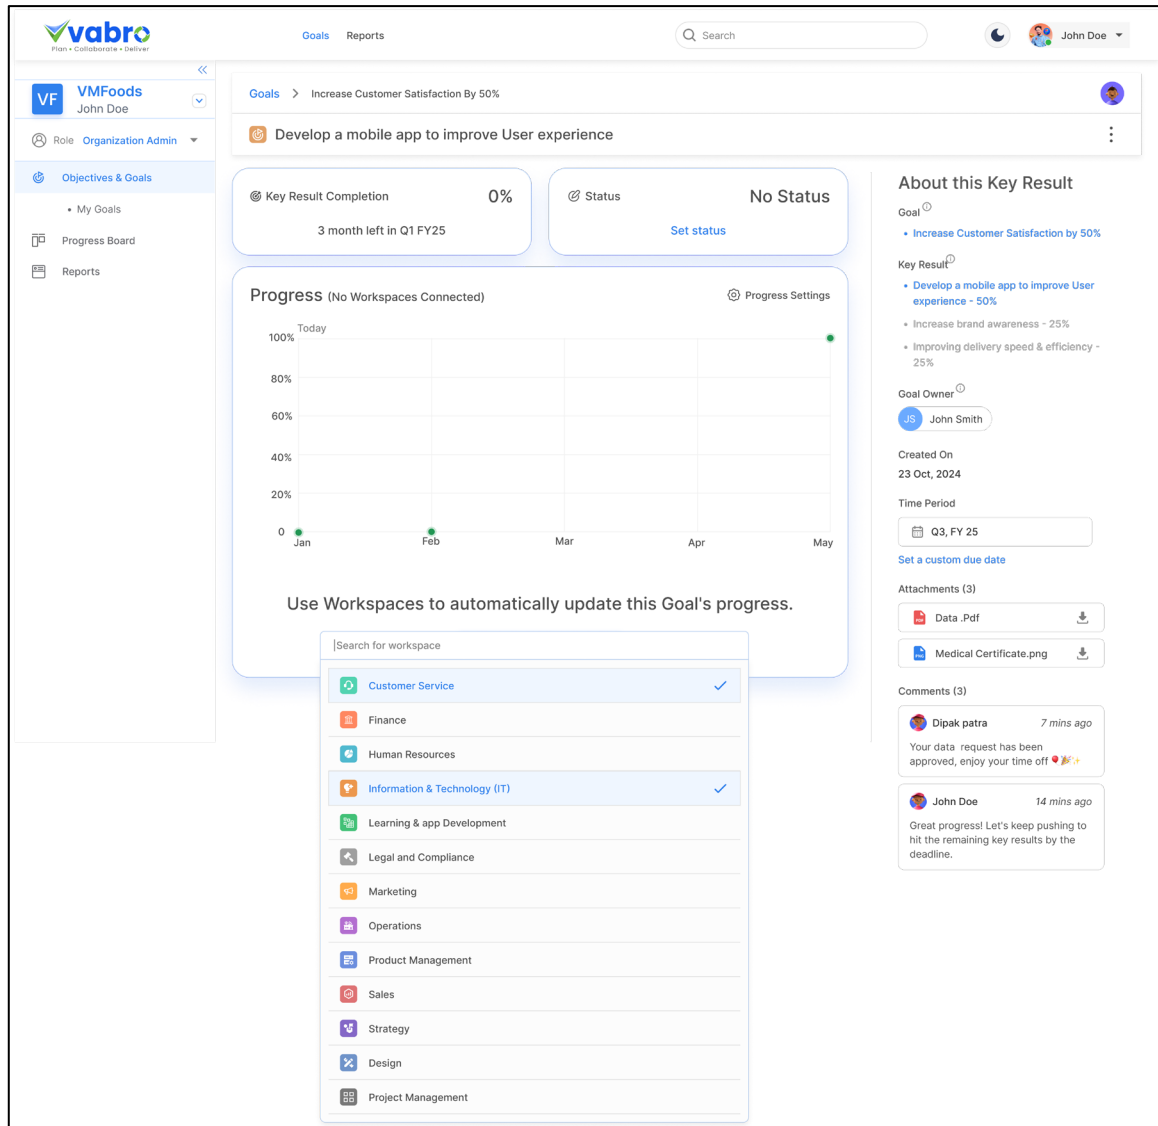 vabro
Plan • Collaborate • Deliver
Goals
Reports
Search
John Doe
VF
VMFoods
John Doe
Role Organization Admin
Objectives & Goals
• My Goals
Progress Board
Reports
Goals > Increase Customer Satisfaction By 50%
Develop a mobile app to improve User experience
Key Result Completion 0%
3 month left in Q1 FY25
Status No Status
Set status
Progress (No Workspaces Connected)
Progress Settings
Today
100%
80%
60%
40%
20%
0
Jan Feb Mar Apr May
Use Workspaces to automatically update this Goal's progress.
Search for workspace
Customer Service
Finance
Human Resources
Information & Technology (IT)
Learning & app Development
Legal and Compliance
Marketing
Operations
Product Management
Sales
Strategy
Design
Project Management
About this Key Result
Goal
• Increase Customer Satisfaction by 50%
Key Result
• Develop a mobile app to improve User
experience - 50%
• Increase brand awareness - 25%
• Improving delivery speed & efficiency -
25%
Goal Owner
JS John Smith
Created On
23 Oct, 2024
Time Period
Q3, FY 25
Set a custom due date
Attachments (3)
PDF Data .Pdf
PNG Medical Certificate.png
Comments (3)
Dipak patra 7 mins ago
Your data request has been
approved, enjoy your time off 🎈🎉✨
John Doe 14 mins ago
Great progress! Let's keep pushing to
hit the remaining key results by the
deadline.